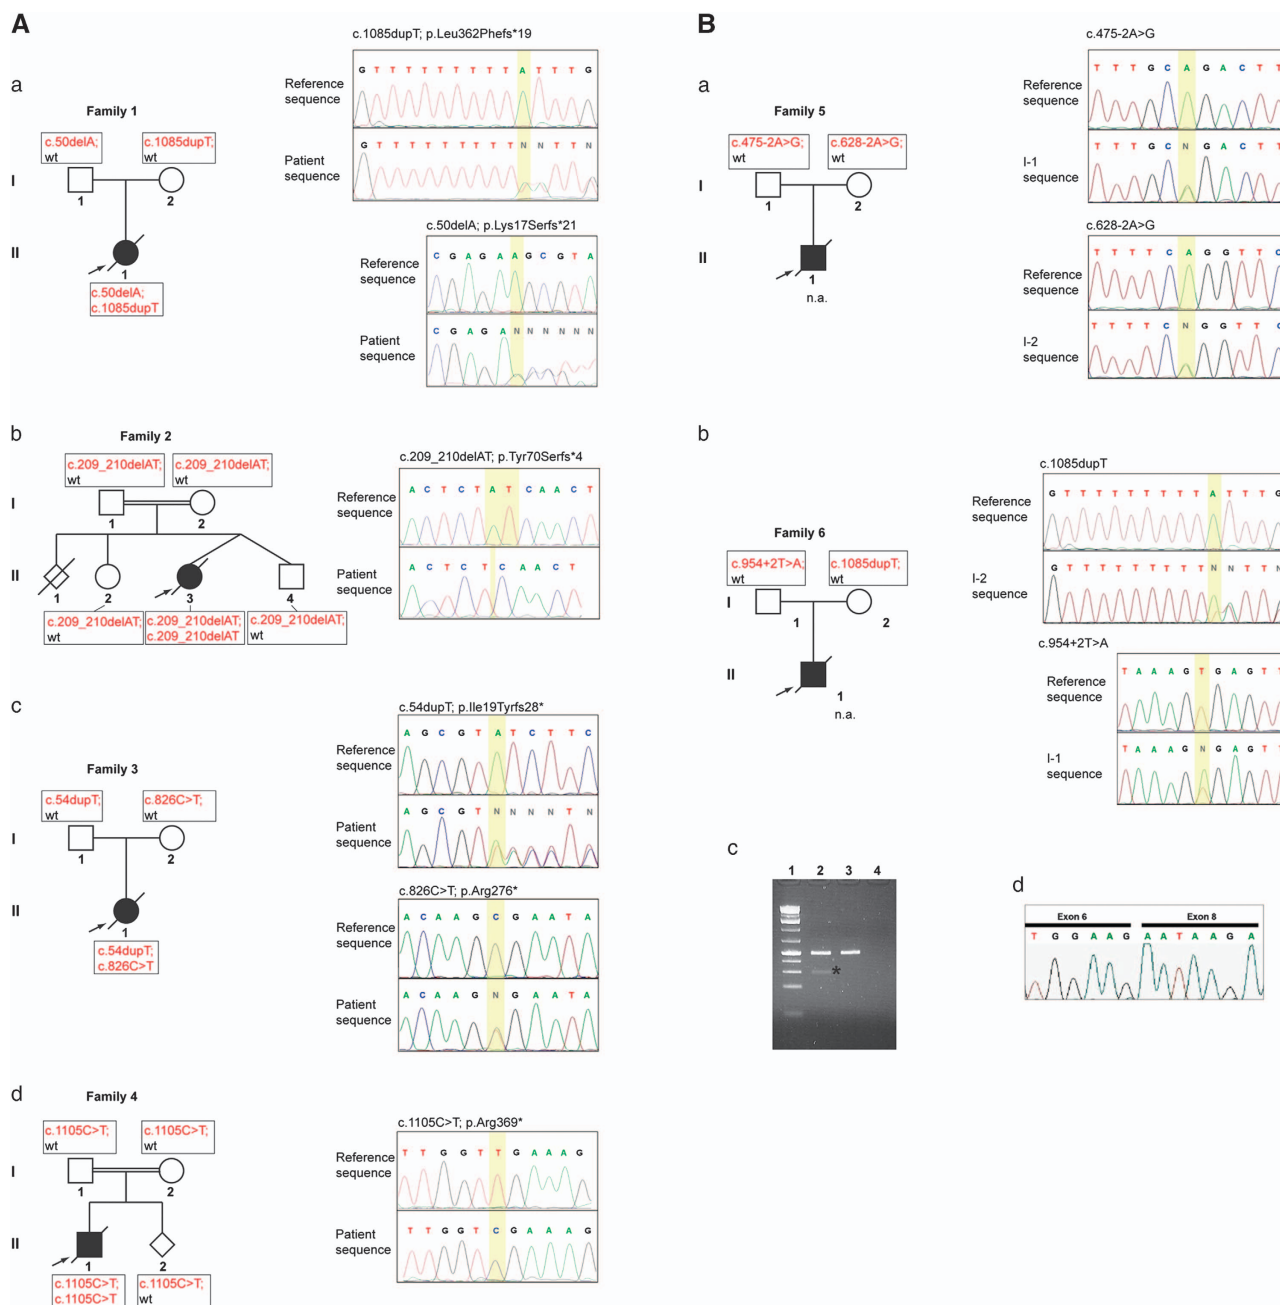 A
a
Family 1
c.50delA;
wt
c.1085dupT;
wt
I
1
2
II
1
c.50delA;
c.1085dupT
c.1085dupT; p.Leu362Phefs*19
Reference
sequence
G T T T T T T T T T A T T T G
Patient
sequence
G T T T T T T T T T N N T T N
c.50delA; p.Lys17Serfs*21
Reference
sequence
C G A G A A G C G T A
Patient
sequence
C G A G A N N N N N N
b
Family 2
c.209_210delAT;
wt
c.209_210delAT;
wt
I
1
2
II
1
2
3
4
c.209_210delAT;
wt
c.209_210delAT;
c.209_210delAT
c.209_210delAT;
wt
c.209_210delAT; p.Tyr70Serfs*4
Reference
sequence
A C T C T A T C A A C T
Patient
sequence
A C T C T C A A C T
c
Family 3
c.54dupT;
wt
c.826C>T;
wt
I
1
2
II
1
c.54dupT;
c.826C>T
c.54dupT; p.Ile19Tyrfs28*
Reference
sequence
A G C G T A T C T T C
Patient
sequence
A G C G T N N N N T N
c.826C>T; p.Arg276*
Reference
sequence
A C A A G C G A A T A
Patient
sequence
A C A A G N G A A T A
d
Family 4
c.1105C>T;
wt
c.1105C>T;
wt
I
1
2
II
1
2
c.1105C>T;
c.1105C>T
c.1105C>T;
wt
c.1105C>T; p.Arg369*
Reference
sequence
T T G G T T G A A A G
Patient
sequence
T T G G T C G A A A G
B
a
Family 5
c.475-2A>G;
wt
c.628-2A>G;
wt
I
1
2
II
1
n.a.
c.475-2A>G
Reference
sequence
T T T G C A G A C T T
I-1
sequence
T T T G C N G A C T T
c.628-2A>G
Reference
sequence
T T T T C A G G T T C
I-2
sequence
T T T T C N G G T T C
b
Family 6
c.954+2T>A;
wt
c.1085dupT;
wt
I
1
2
II
1
n.a.
c.1085dupT
Reference
sequence
G T T T T T T T T T A T T T G
I-2
sequence
G T T T T T T T T T N N T T N
c.954+2T>A
Reference
sequence
T A A A G T G A G T T
I-1
sequence
T A A A G N G A G T T
c
1 2 3 4
*
d
Exon 6 Exon 8
T G G A A G A A T A A G A